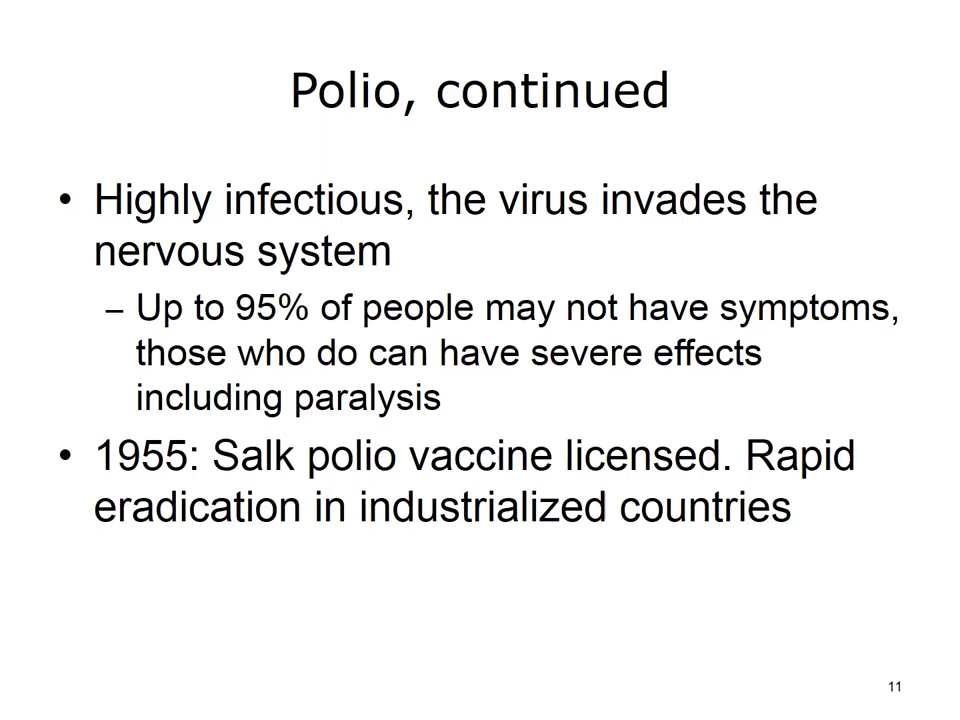 Polio, continued
• Highly infectious, the virus invades the
nervous system
– Up to 95% of people may not have symptoms,
those who do can have severe effects
including paralysis
• 1955: Salk polio vaccine licensed. Rapid
eradication in industrialized countries
11